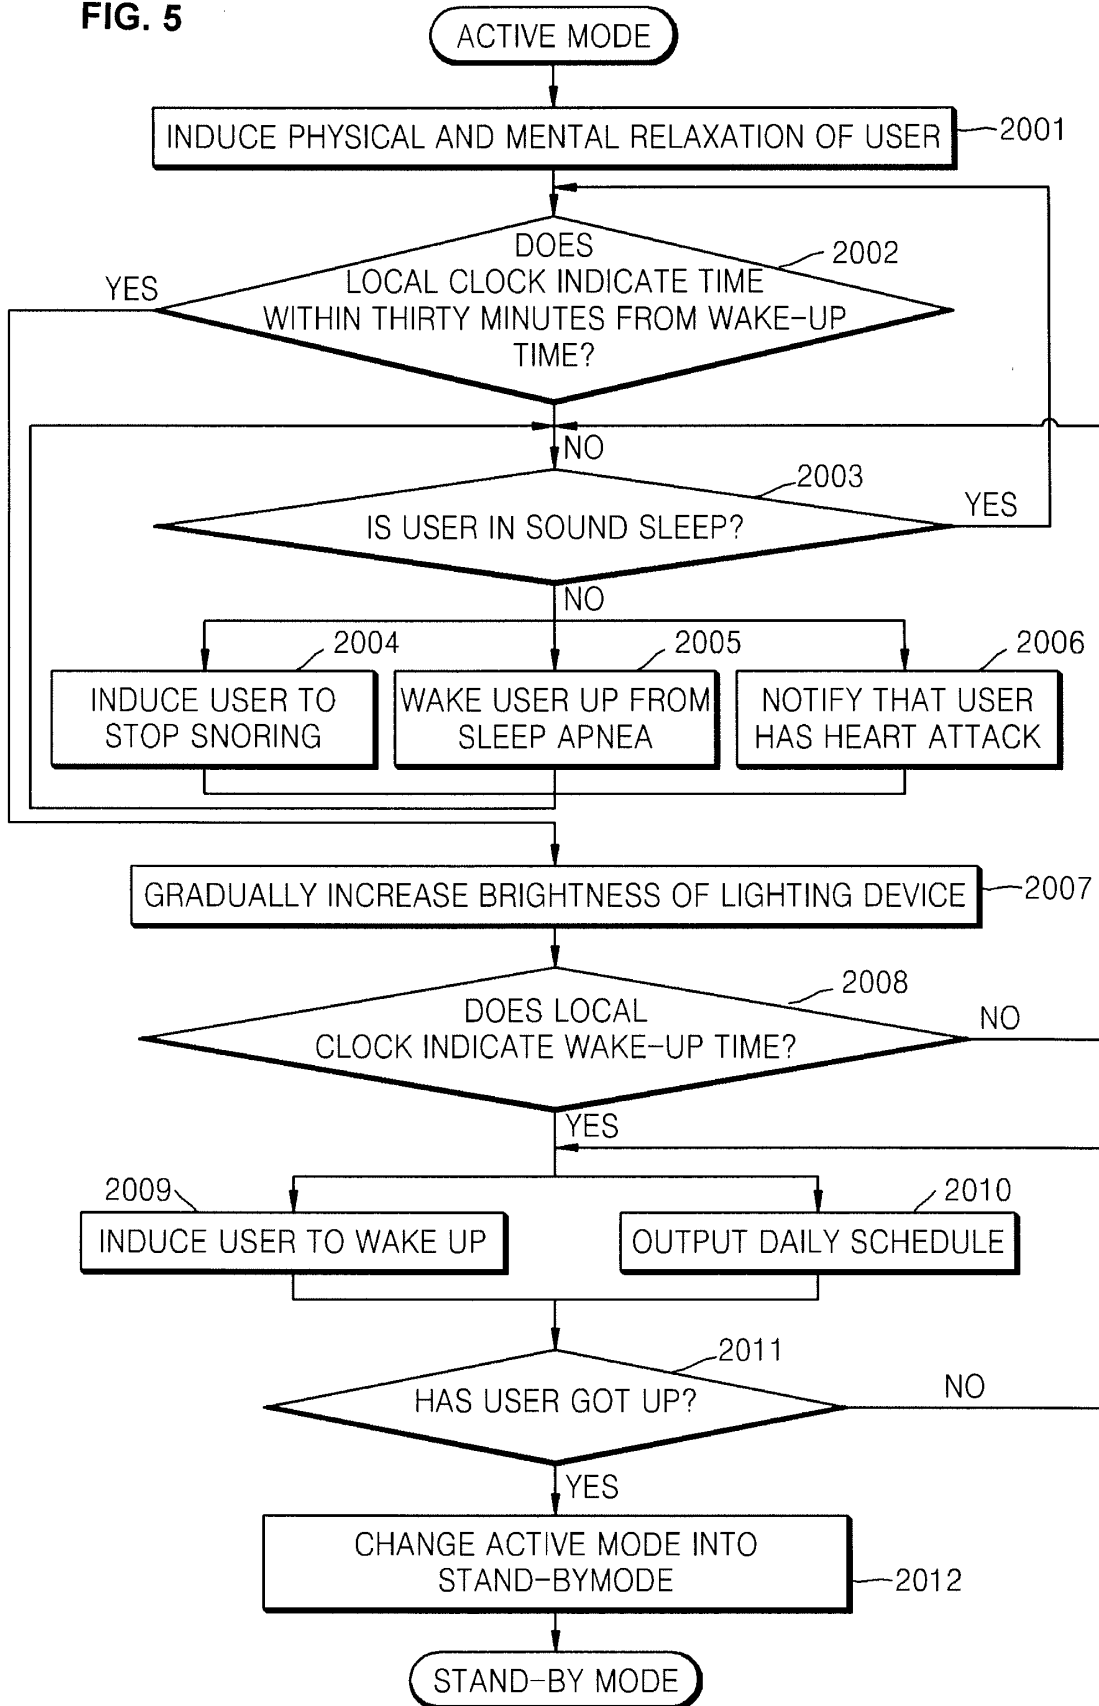 FIG. 5
ACTIVE MODE
INDUCE PHYSICAL AND MENTAL RELAXATION OF USER
2001
DOES
LOCAL CLOCK INDICATE TIME
WITHIN THIRTY MINUTES FROM WAKE-UP
TIME?
2002
YES
NO
IS USER IN SOUND SLEEP?
2003
YES
NO
2004
INDUCE USER TO
STOP SNORING
2005
WAKE USER UP FROM
SLEEP APNEA
2006
NOTIFY THAT USER
HAS HEART ATTACK
GRADUALLY INCREASE BRIGHTNESS OF LIGHTING DEVICE
2007
DOES LOCAL
CLOCK INDICATE WAKE-UP TIME?
2008
NO
YES
2009
INDUCE USER TO WAKE UP
2010
OUTPUT DAILY SCHEDULE
HAS USER GOT UP?
2011
NO
YES
CHANGE ACTIVE MODE INTO
STAND-BYMODE
2012
STAND-BY MODE